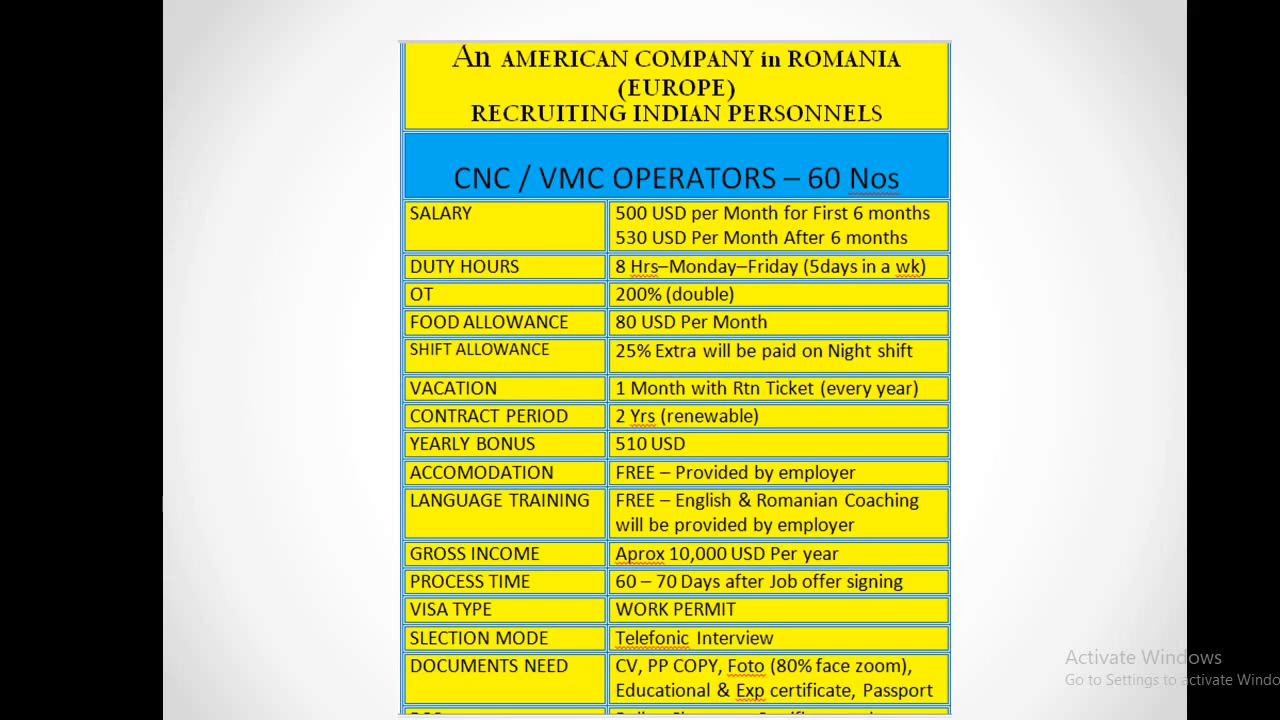 An AMERICAN COMPANY in ROMANIA
(EUROPE)
RECRUITING INDIAN PERSONNELS
CNC / VMC OPERATORS – 60 Nos
SALARY
500 USD per Month for First 6 months
530 USD Per Month After 6 months
DUTY HOURS
8 Hrs–Monday–Friday (5days in a wk)
OT
200% (double)
FOOD ALLOWANCE
80 USD Per Month
SHIFT ALLOWANCE
25% Extra will be paid on Night shift
VACATION
1 Month with Rtn Ticket (every year)
CONTRACT PERIOD
2 Yrs (renewable)
YEARLY BONUS
510 USD
ACCOMODATION
FREE – Provided by employer
LANGUAGE TRAINING
FREE – English & Romanian Coaching
will be provided by employer
GROSS INCOME
Aprox 10,000 USD Per year
PROCESS TIME
60 – 70 Days after Job offer signing
VISA TYPE
WORK PERMIT
SLECTION MODE
Telefonic Interview
DOCUMENTS NEED
CV, PP COPY, Foto (80% face zoom),
Educational & Exp certificate, Passport
Activate Windows
Go to Settings to activate Windo